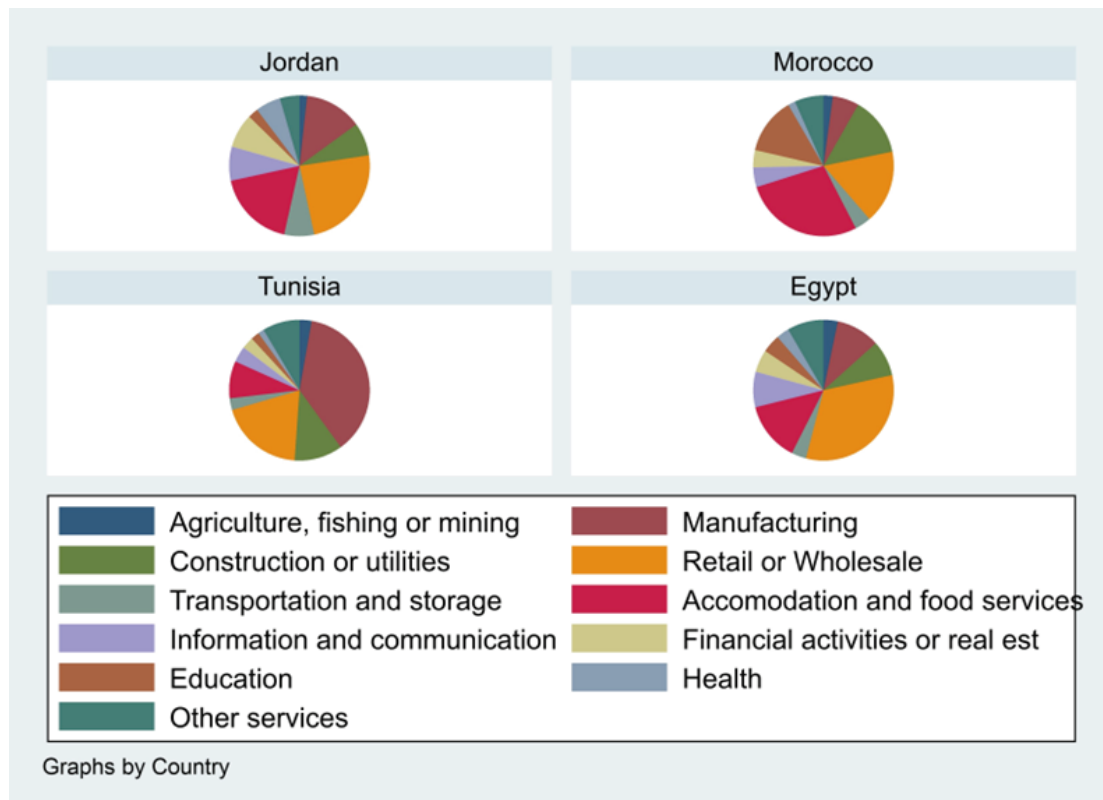 Jordan
Morocco
Tunisia
Egypt
Agriculture, fishing or mining
Manufacturing
Construction or utilities
Retail or Wholesale
Transportation and storage
Accomodation and food services
Information and communication
Financial activities or real est
Education
Health
Other services
Graphs by Country